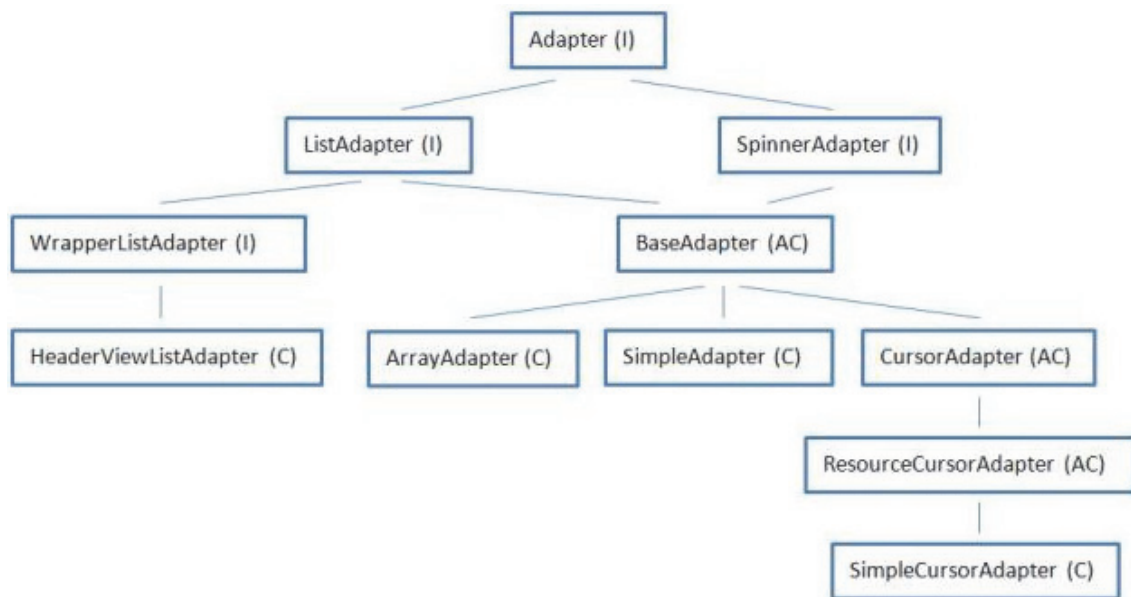 Adapter (I)
ListAdapter (I)
SpinnerAdapter (I)
WrapperListAdapter (I)
BaseAdapter (AC)
HeaderViewListAdapter (C)
ArrayAdapter (C)
SimpleAdapter (C)
CursorAdapter (AC)
ResourceCursorAdapter (AC)
SimpleCursorAdapter (C)